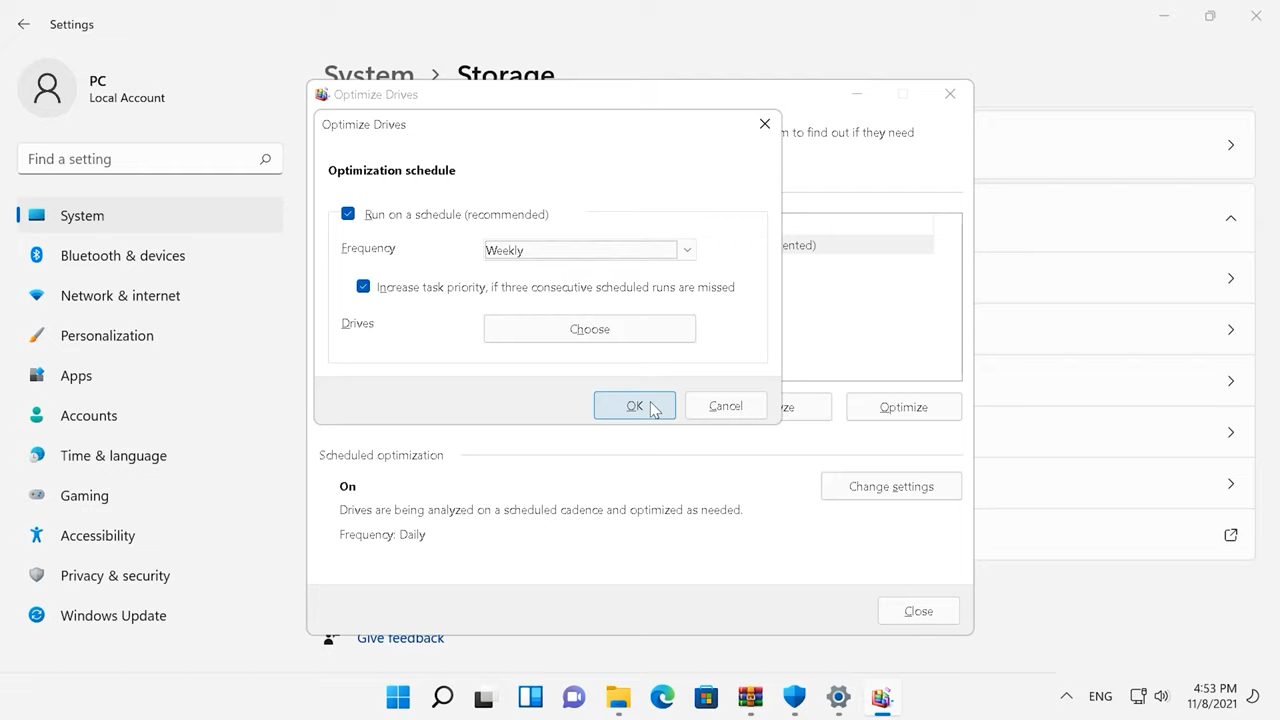 Settings
PC
Local Account
Find a setting
System
Bluetooth & devices
Network & internet
Personalization
Apps
Accounts
Time & language
Gaming
Accessibility
Privacy & security
Windows Update
System > Storage
Optimize Drives
m to find out if they need
Optimize Drives
Optimization schedule
Run on a schedule (recommended)
Frequency Weekly
Increase task priority, if three consecutive scheduled runs are missed
Drives Choose
OK Cancel
ented)
ze Optimize
Scheduled optimization
On Change settings
Drives are being analyzed on a scheduled cadence and optimized as needed.
Frequency: Daily
Close
Give feedback
ENG
4:53 PM
11/8/2021